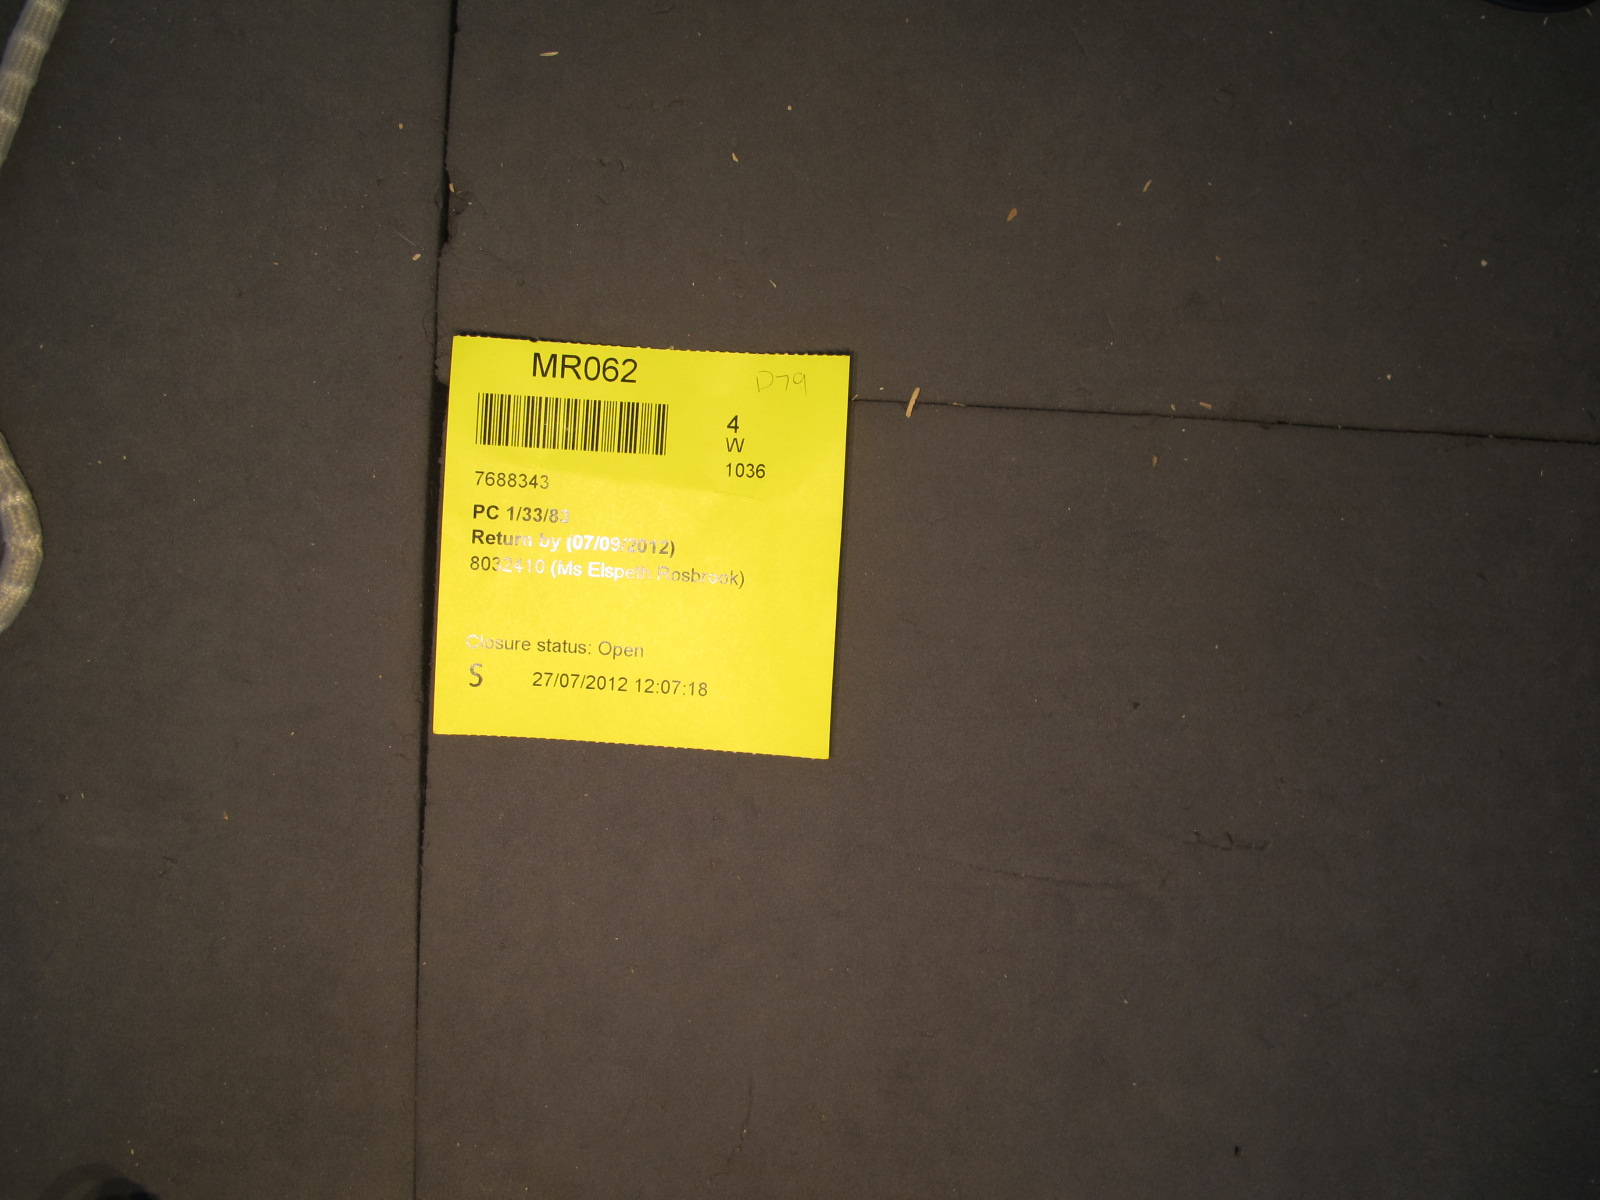 MR062
D79
4
W
1036
7688343
PC 1/33/83
Return by (07/09/2012)
8032410 (Ms Elspeth Rosbrook)
Closure status: Open
S 27/07/2012 12:07:18